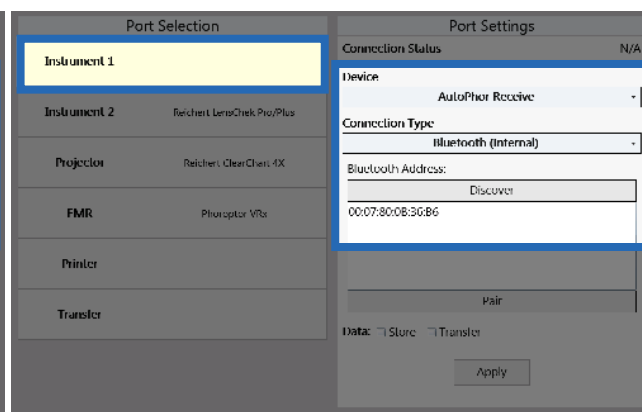 Port Selection
Instrument 1
Instrument 2 Reichert LensChek Pro/Plus
Projector Reichert ClearChart 4X
FMR Phoroptor VRx
Printer
Transfer
Port Settings
Connection Status N/A
Device
AutoPhor Receive
Connection Type
Bluetooth (Internal)
Bluetooth Address:
Discover
00:07:80:0B:36:B6
Pair
Data: Store Transfer
Apply